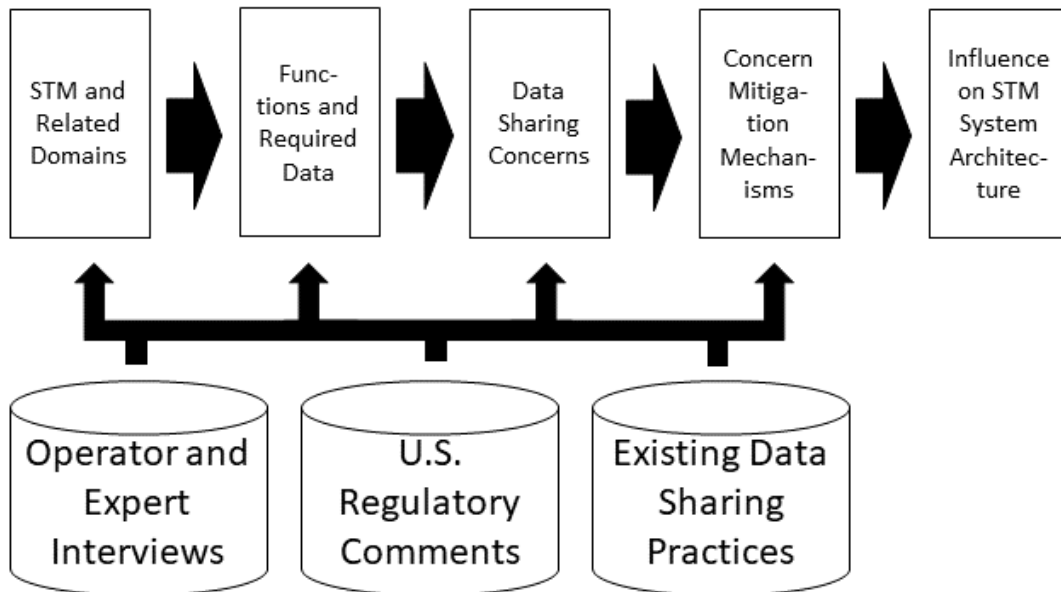 STM and
Related
Domains
Func-
tions and
Required
Data
Data
Sharing
Concerns
Concern
Mitiga-
tion
Mechan-
isms
Influence
on STM
System
Architec-
ture
Operator and
Expert
Interviews
U.S.
Regulatory
Comments
Existing Data
Sharing
Practices